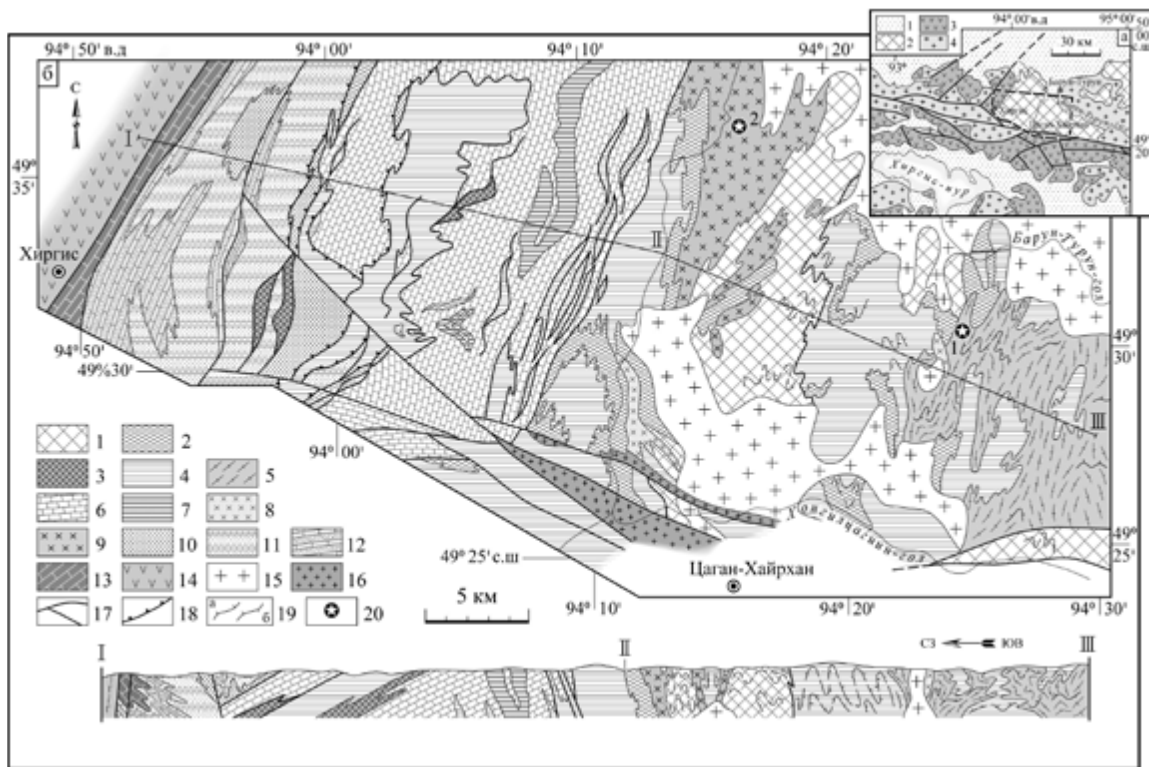 94° 50' в.д
94° 00'
94° 10'
94° 20'
б
С
49°
35'
I
II
III
2
1
Хиргис
94° 50'
49%30'
94° 00'
Барун-Турун-гол
49°
30'
1
2
3
4
5
6
7
8
9
10
11
12
13
14
15
16
17
18
а
б
19
20
49° 25' с.ш
5 км
94° 10'
Цаган-Хайрхан
94° 20'
94° 30'
49°
25'
1
2
3
4
94° 00' в.д
95° 00'
50°
00'
с.ш
а
30 км
93°
49°
20'
Хиргис-нур
I
II
III
СЗ
ЮВ